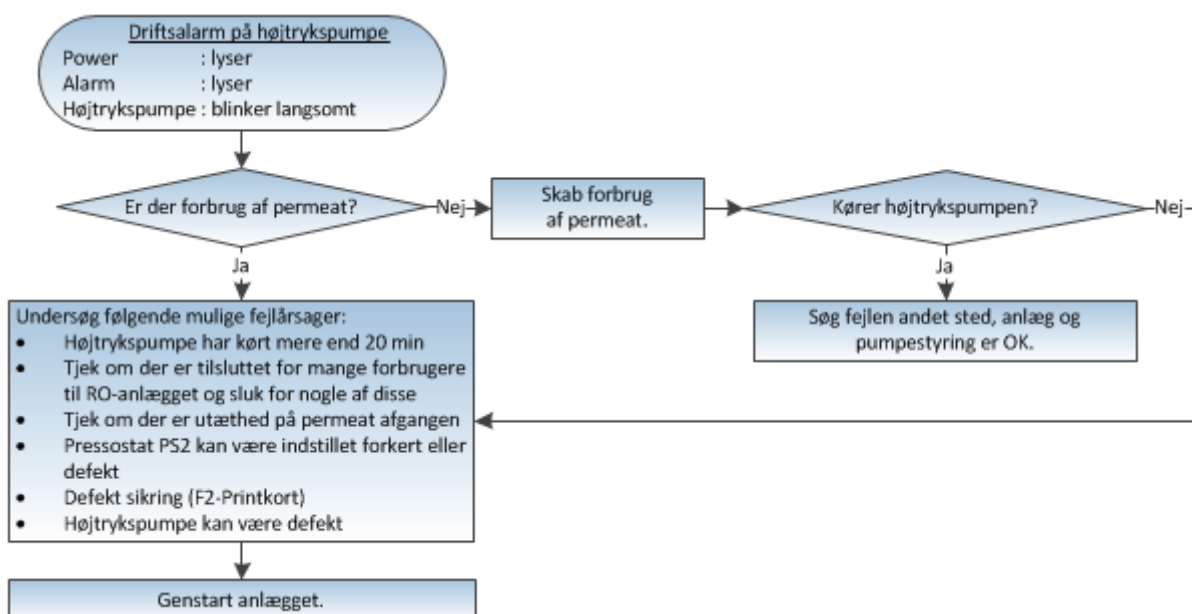 Driftsalarm på højtrykspumpe
Power : lyser
Alarm : lyser
Højtrykspumpe : blinker langsomt
Er der forbrug af permeat?
Nej
Skab forbrug
af permeat.
Kører højtrykspumpen?
Nej
Ja
Ja
Undersøg følgende mulige fejlårsager:
• Højtrykspumpe har kørt mere end 20 min
• Tjek om der er tilsluttet for mange forbrugere
til RO-anlægget og sluk for nogle af disse
• Tjek om der er utæthed på permeat afgangen
• Pressostat PS2 kan være indstillet forkert eller
defekt
• Defekt sikring (F2-Printkort)
• Højtrykspumpe kan være defekt
Søg fejlen andet sted, anlæg og
pumpestyring er OK.
Genstart anlægget.